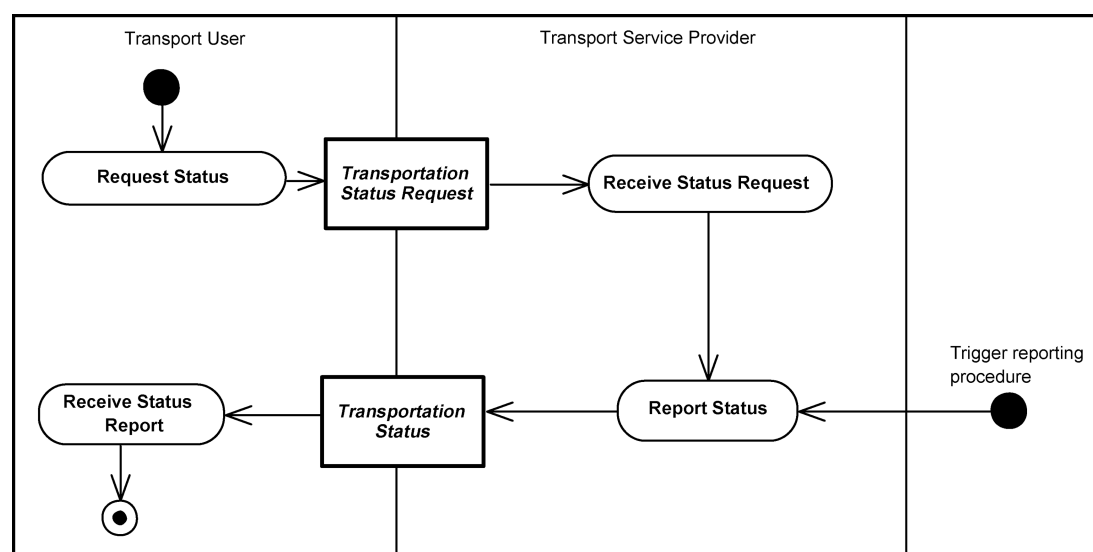 Transport User
Transport Service Provider
Request Status
Transportation
Status Request
Receive Status Request
Trigger reporting
procedure
Receive Status
Report
Transportation
Status
Report Status